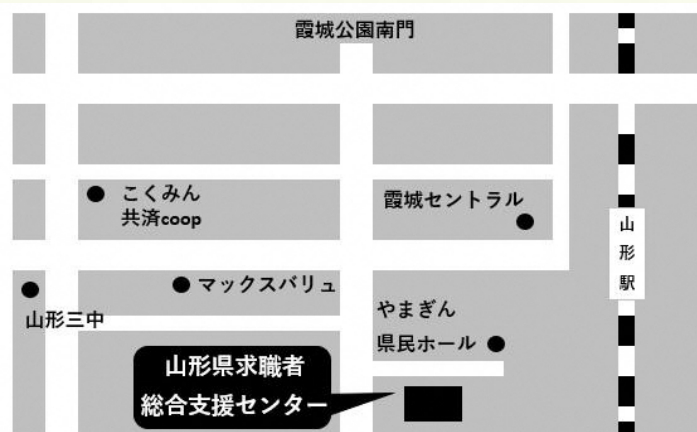 霞城公園南門
こくみん
共済coop
霞城セントラル
山形駅
マックスバリュ
山形三中
やまぎん
県民ホール
山形県求職者
総合支援センター